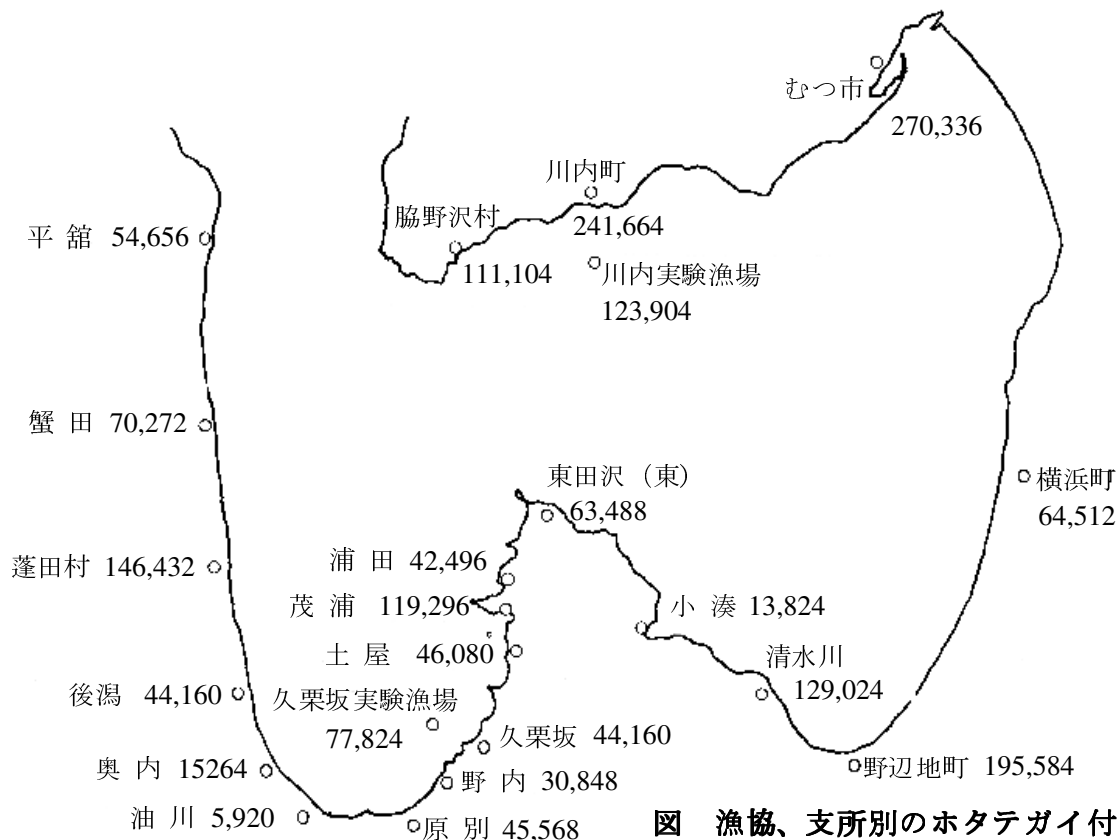 むつ市
270,336
川内町
241,664
脇野沢村
111,104
川内実験漁場
123,904
平 舘 54,656
蟹 田 70,272
横浜町
64,512
東田沢（東）
63,488
浦 田 42,496
蓬田村 146,432
茂 浦 119,296
小 湊 13,824
土 屋 46,080
清水川
129,024
後潟 44,160
久栗坂実験漁場
77,824
久栗坂 44,160
奥 内 15264
野 内 30,848
野辺地町 195,584
油 川 5,920
原 別 45,568
図 漁協、支所別のホタテガイ付